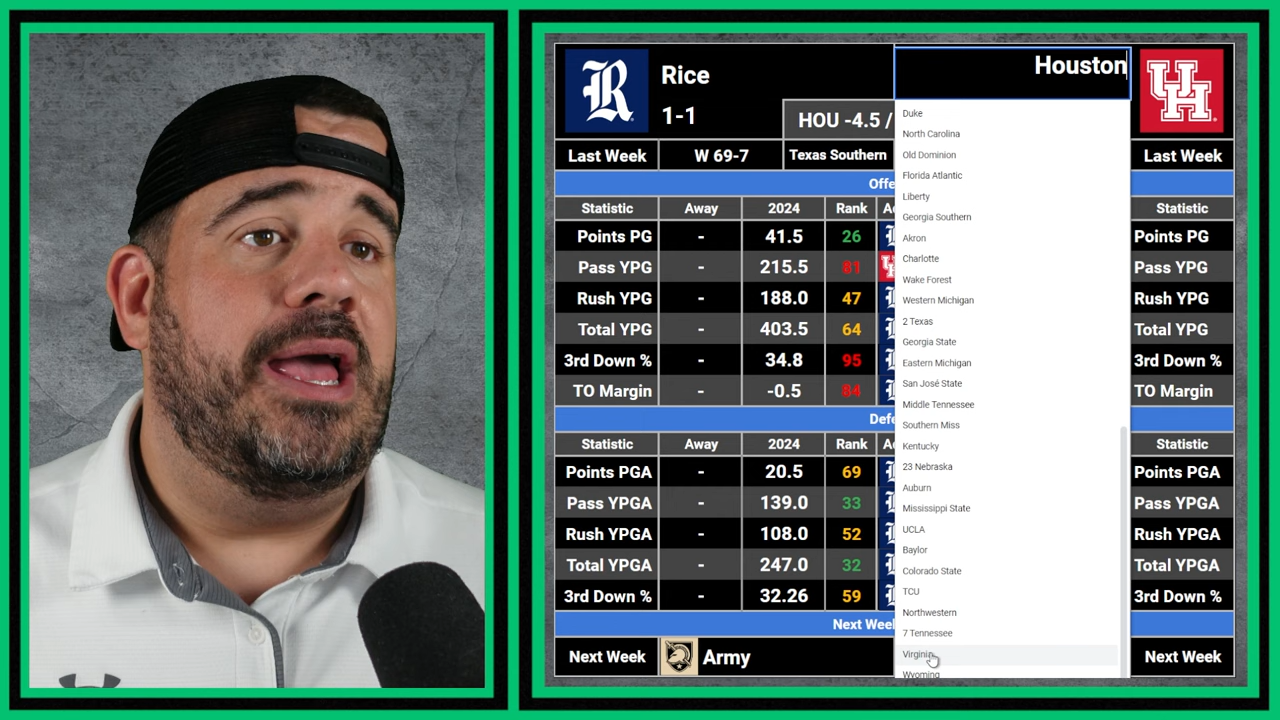 Rice
Houston
1-1
HOU -4.5 /
Last Week W 69-7 Texas Southern Last Week
Offe
Statistic Away 2024 Rank Statistic
Points PG - 41.5 26 Points PG
Pass YPG - 215.5 81 Pass YPG
Rush YPG - 188.0 47 Rush YPG
Total YPG - 403.5 64 Total YPG
3rd Down % - 34.8 95 3rd Down %
TO Margin - -0.5 84 TO Margin
Defe
Statistic Away 2024 Rank Statistic
Points PGA - 20.5 69 Points PGA
Pass YPGA - 139.0 33 Pass YPGA
Rush YPGA - 108.0 52 Rush YPGA
Total YPGA - 247.0 32 Total YPGA
3rd Down % - 32.26 59 3rd Down %
Next Wee
Next Week Army Next Week
Duke
North Carolina
Old Dominion
Florida Atlantic
Liberty
Georgia Southern
Akron
Charlotte
Wake Forest
Western Michigan
2 Texas
Georgia State
Eastern Michigan
San José State
Middle Tennessee
Southern Miss
Kentucky
23 Nebraska
Auburn
Mississippi State
UCLA
Baylor
Colorado State
TCU
Northwestern
7 Tennessee
Virginia
Wyoming